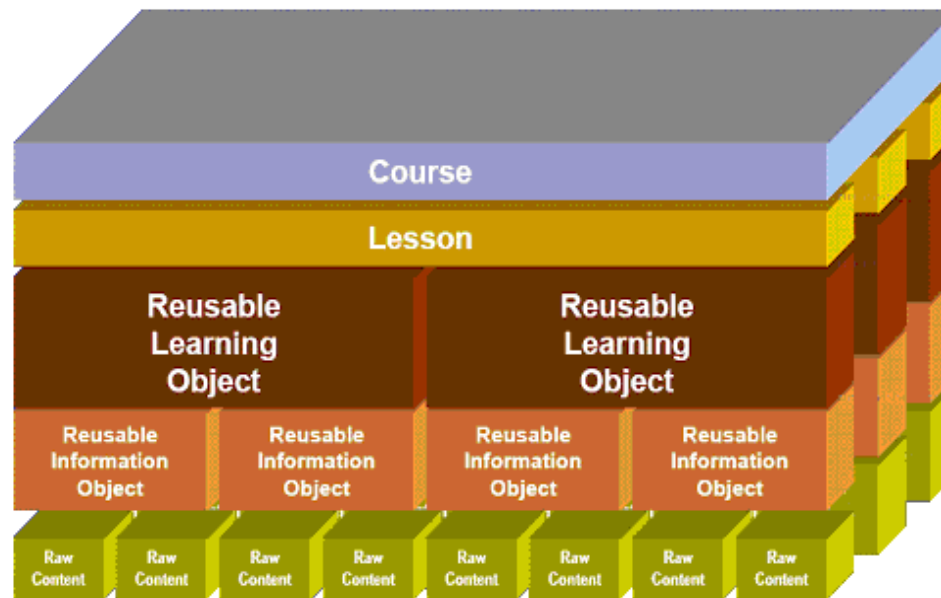 Course
Lesson
Reusable
Learning
Object
Reusable
Learning
Object
Reusable
Information
Object
Reusable
Information
Object
Reusable
Information
Object
Reusable
Information
Object
Raw
Content
Raw
Content
Raw
Content
Raw
Content
Raw
Content
Raw
Content
Raw
Content
Raw
Content